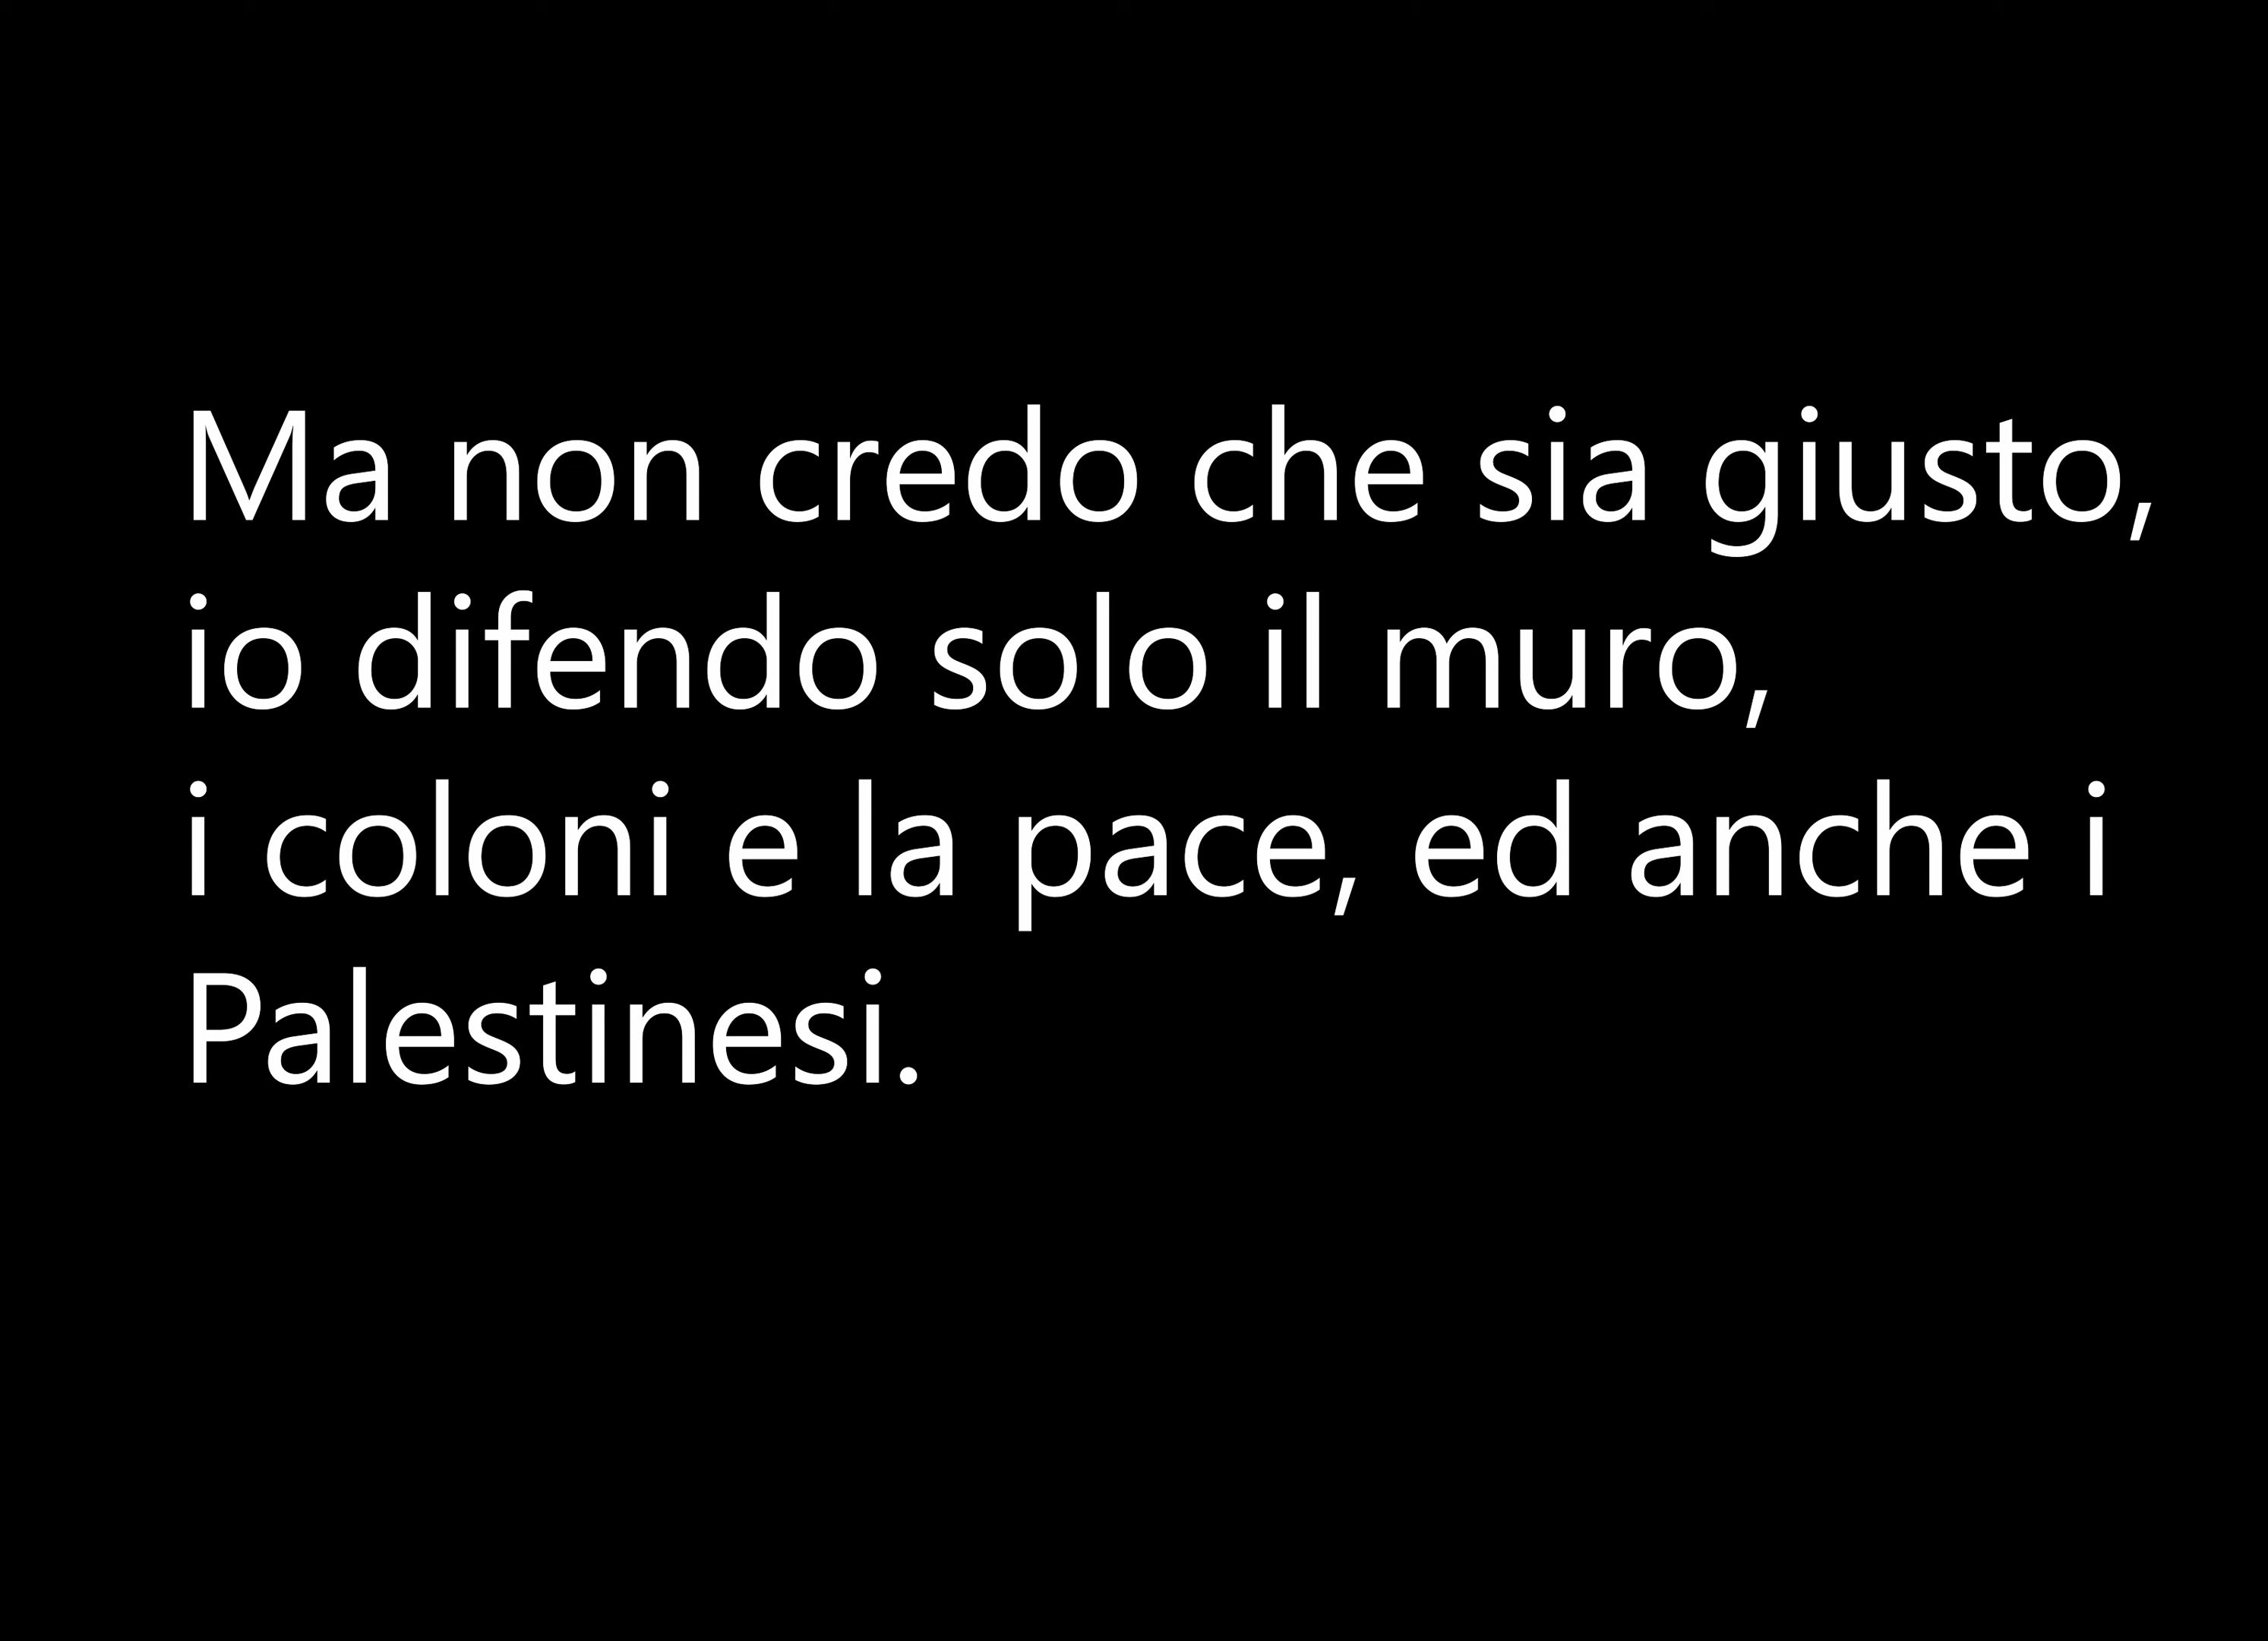 Ma non credo che sia giusto,
io difendo solo il muro,
i coloni e la pace, ed anche i
Palestinesi.